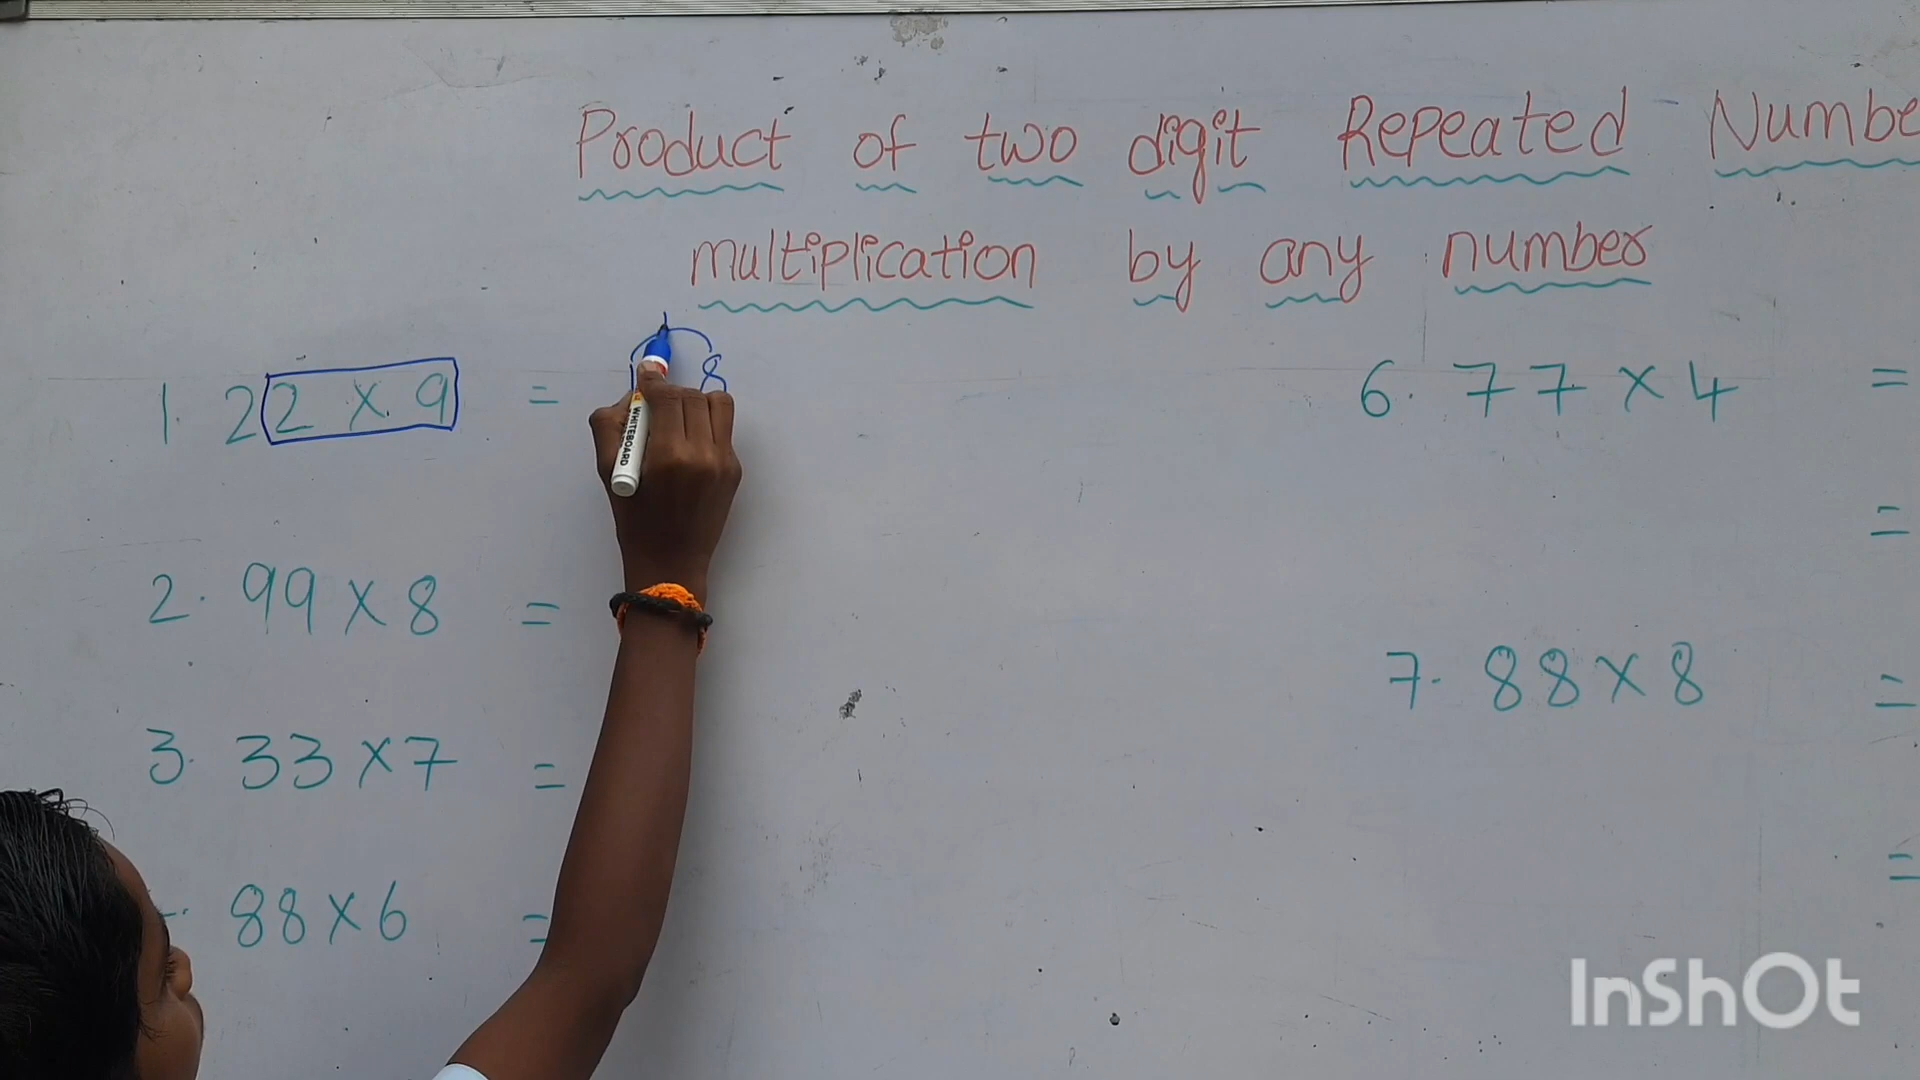 Product of two digit Repeated Numbe
multiplication by any number
1. 22 × 9 = 8
2. 99 × 8 =
3. 33 × 7 =
88 × 6 =
6. 77 × 4 =
=
7. 88 × 8 =
=
WHITEBOARD
InShOt